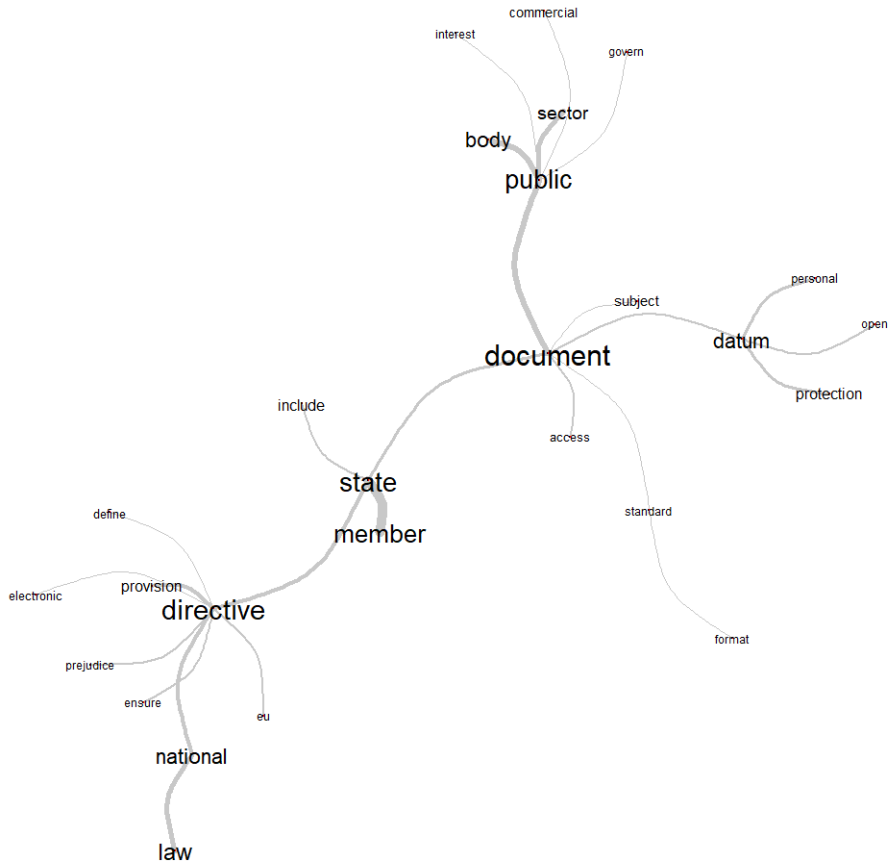 commercial
interest
govern
sector
body
public
personal
subject
open
datum
document
protection
include
access
state
standard
define
member
provision
electronic
directive
format
prejudice
ensure
eu
national
law